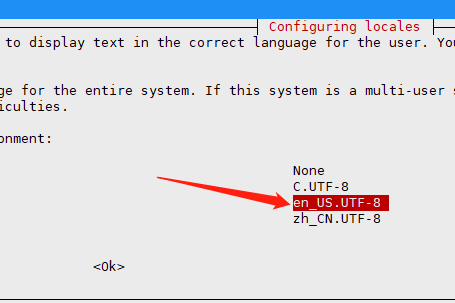 Configuring locales
to display text in the correct language for the user. You
ge for the entire system. If this system is a multi-user
iculties.
onment:
None
C.UTF-8
en_US.UTF-8
zh_CN.UTF-8
<Ok>